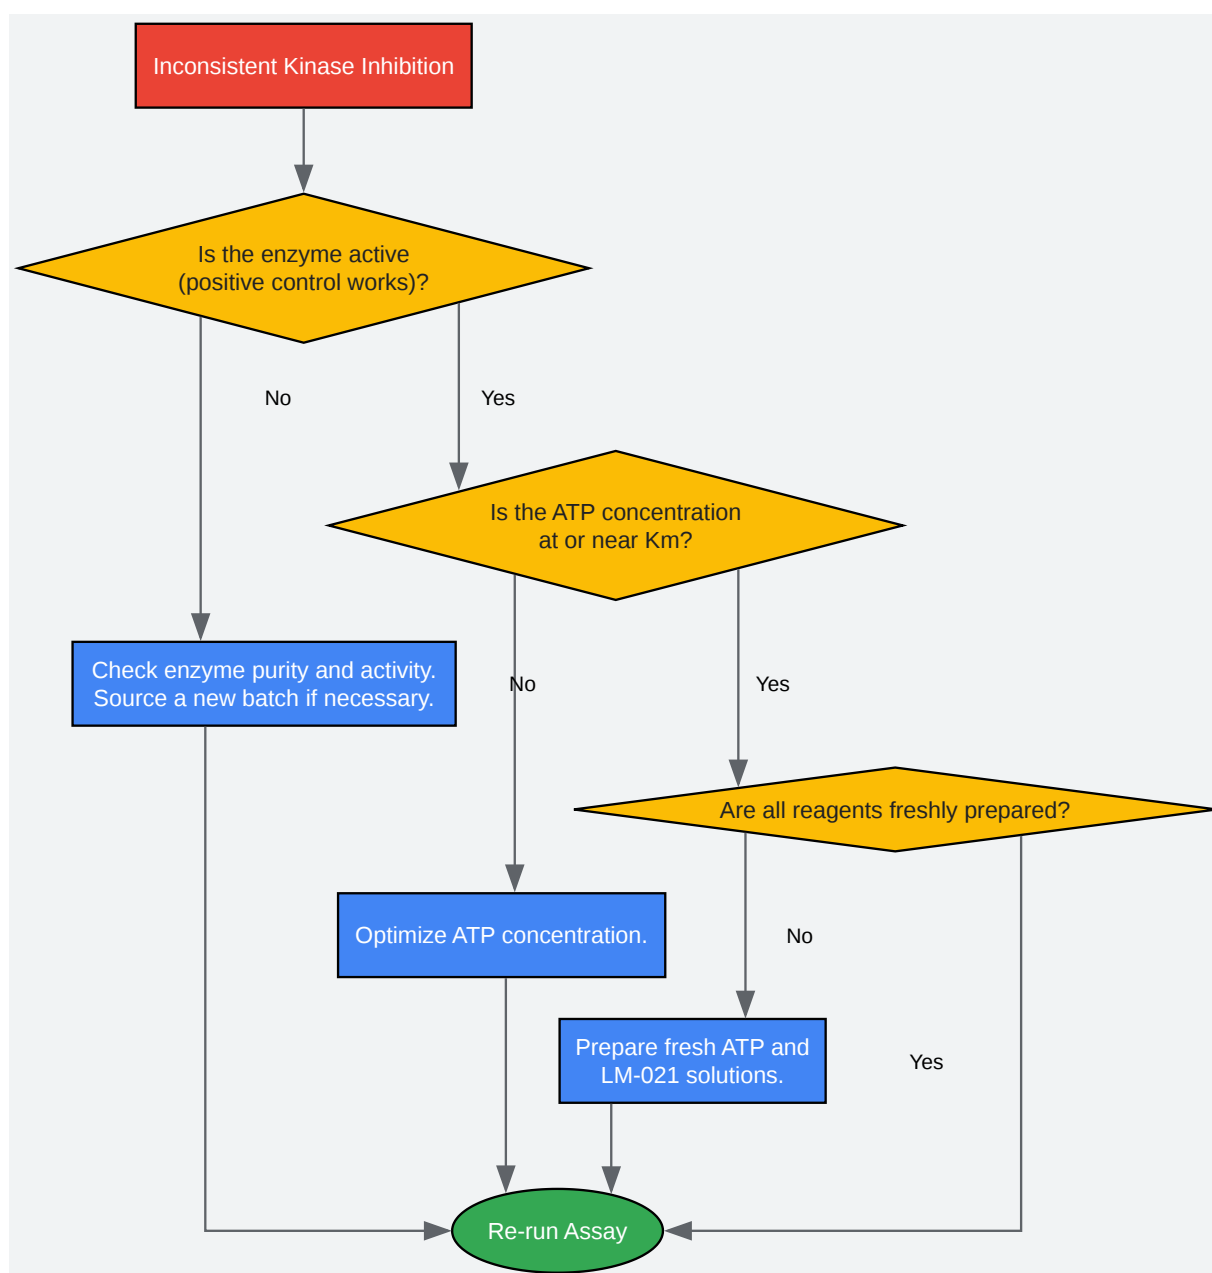 Inconsistent Kinase Inhibition
Is the enzyme active
(positive control works)?
No
Yes
Is the ATP concentration
at or near Km?
Check enzyme purity and activity.
Source a new batch if necessary.
No
Yes
Are all reagents freshly prepared?
Optimize ATP concentration.
No
Prepare fresh ATP and
LM-021 solutions.
Yes
Re-run Assay